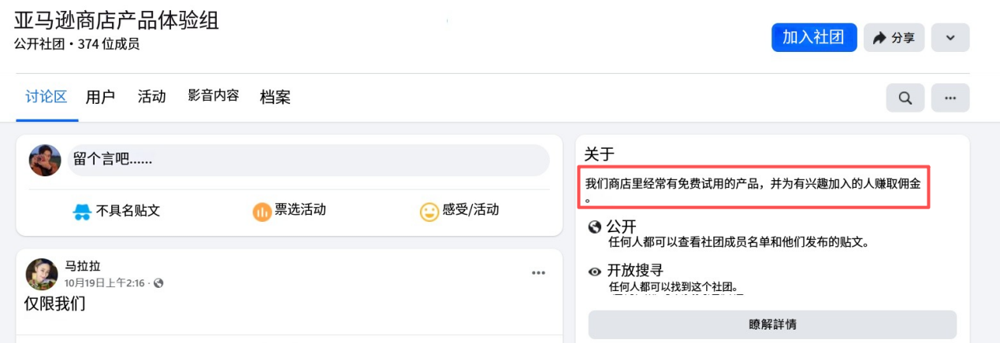 亚马逊商店产品体验组
公开社团·374 位成员
加入社团
分享
讨论区
用户
活动
影音内容
档案
留个言吧......
不具名贴文
票选活动
感受/活动
马拉拉
10月19日上午2:16 ·
仅限我们
关于
我们商店里经常有免费试用的产品，并为有兴趣加入的人赚取佣金
。
公开
任何人都可以查看社团成员名单和他们发布的贴文。
开放搜寻
任何人都可以找到这个社团。
瞭解詳情